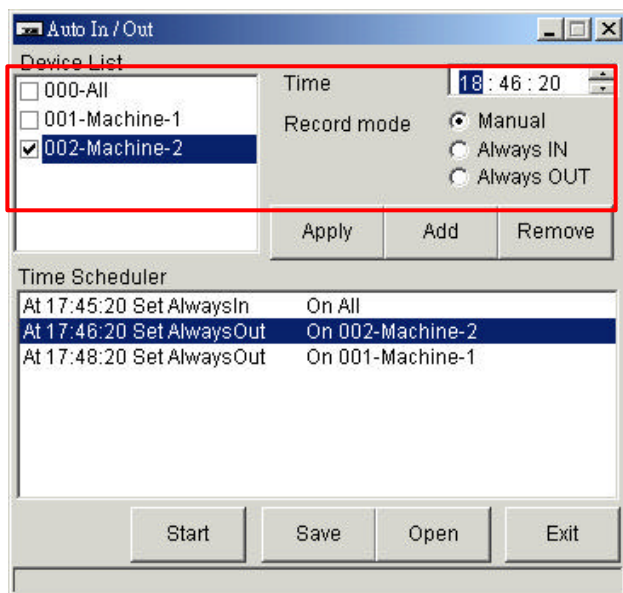 Auto In / Out
Device List
000-All
001-Machine-1
002-Machine-2
Time
18 : 46 : 20
Record mode
Manual
Always IN
Always OUT
Apply
Add
Remove
Time Scheduler
At 17:45:20 Set AlwaysIn On All
At 17:46:20 Set AlwaysOut On 002-Machine-2
At 17:48:20 Set AlwaysOut On 001-Machine-1
Start
Save
Open
Exit